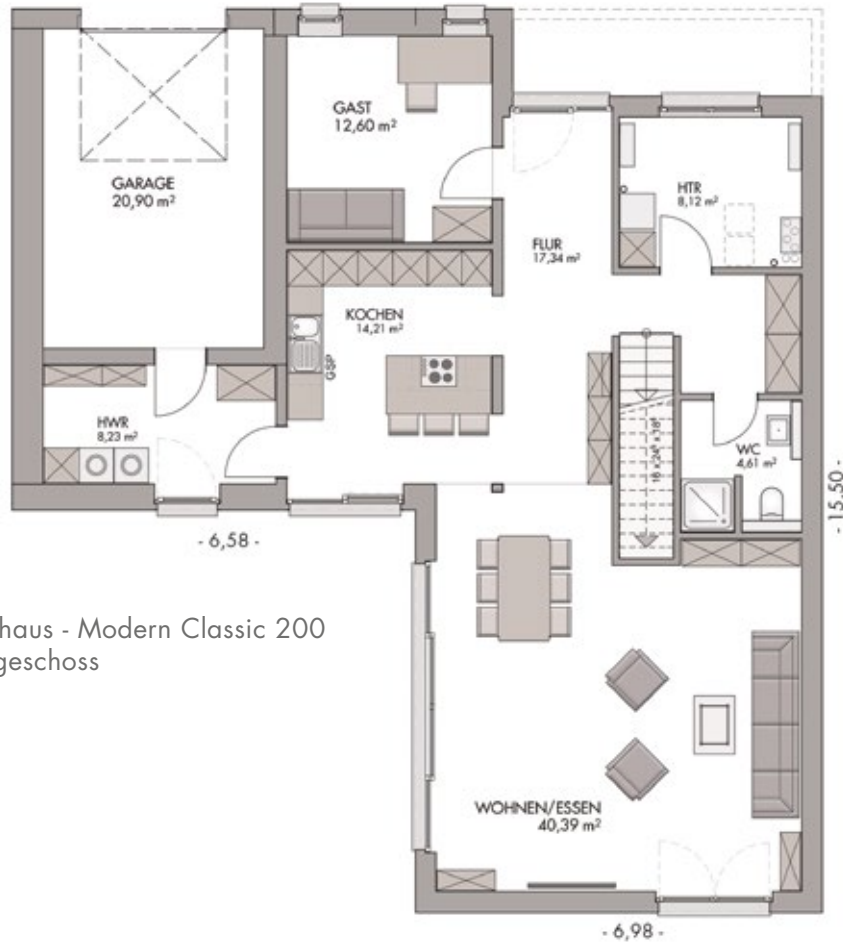 GARAGE
20,90 m²
GAST
12,60 m²
HTR
8,12 m²
FLUR
17,34 m²
KOCHEN
14,21 m²
GSP
HWR
8,23 m²
WC
4,61 m²
- 15,50 -
- 6,58 -
haus - Modern Classic 200
geschoss
WOHNEN/ESSEN
40,39 m²
- 6,98 -